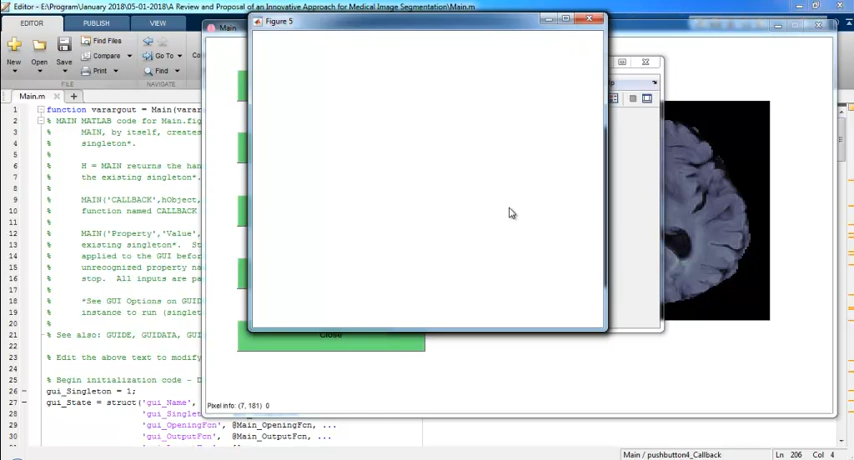 Editor - E:\Program\January 2018\05-01-2018\A Review and Proposal of an Innovative Approach for Medical Image Segmentation\Main.m
EDITOR PUBLISH VIEW
Main
Figure 5
New Open Save
Find Files
Compare
Print
Go To
Find
FILE NAVIGATE
Main.m
1 function varargout = Main(varar
2 % MAIN MATLAB code for Main.fig
3 % MAIN, by itself, creates
4 % singleton*.
5 %
6 % H = MAIN returns the han
7 % the existing singleton*.
8 %
9 % MAIN('CALLBACK',hObject,
10 % function named CALLBACK
11 %
12 % MAIN('Property','Value',
13 % existing singleton*. St
14 % applied to the GUI befor
15 % unrecognized property na
16 % stop. All inputs are pa
17 %
18 % *See GUI Options on GUID
19 % instance to run (singlet
20 %
21 % See also: GUIDE, GUIDATA, GUI
22
23 % Edit the above text to modify
24
25 % Begin initialization code - D
26 gui_Singleton = 1;
27 gui_State = struct('gui_Name',
28 'gui_Singl
29 'gui_OpeningFcn', @Main_OpeningFcn, ...
30 'gui_OutputFcn', @Main_OutputFcn, ...
Close
Pixel info: (7, 181) 0
Main / pushbutton4_Callback Ln 206 Col 4